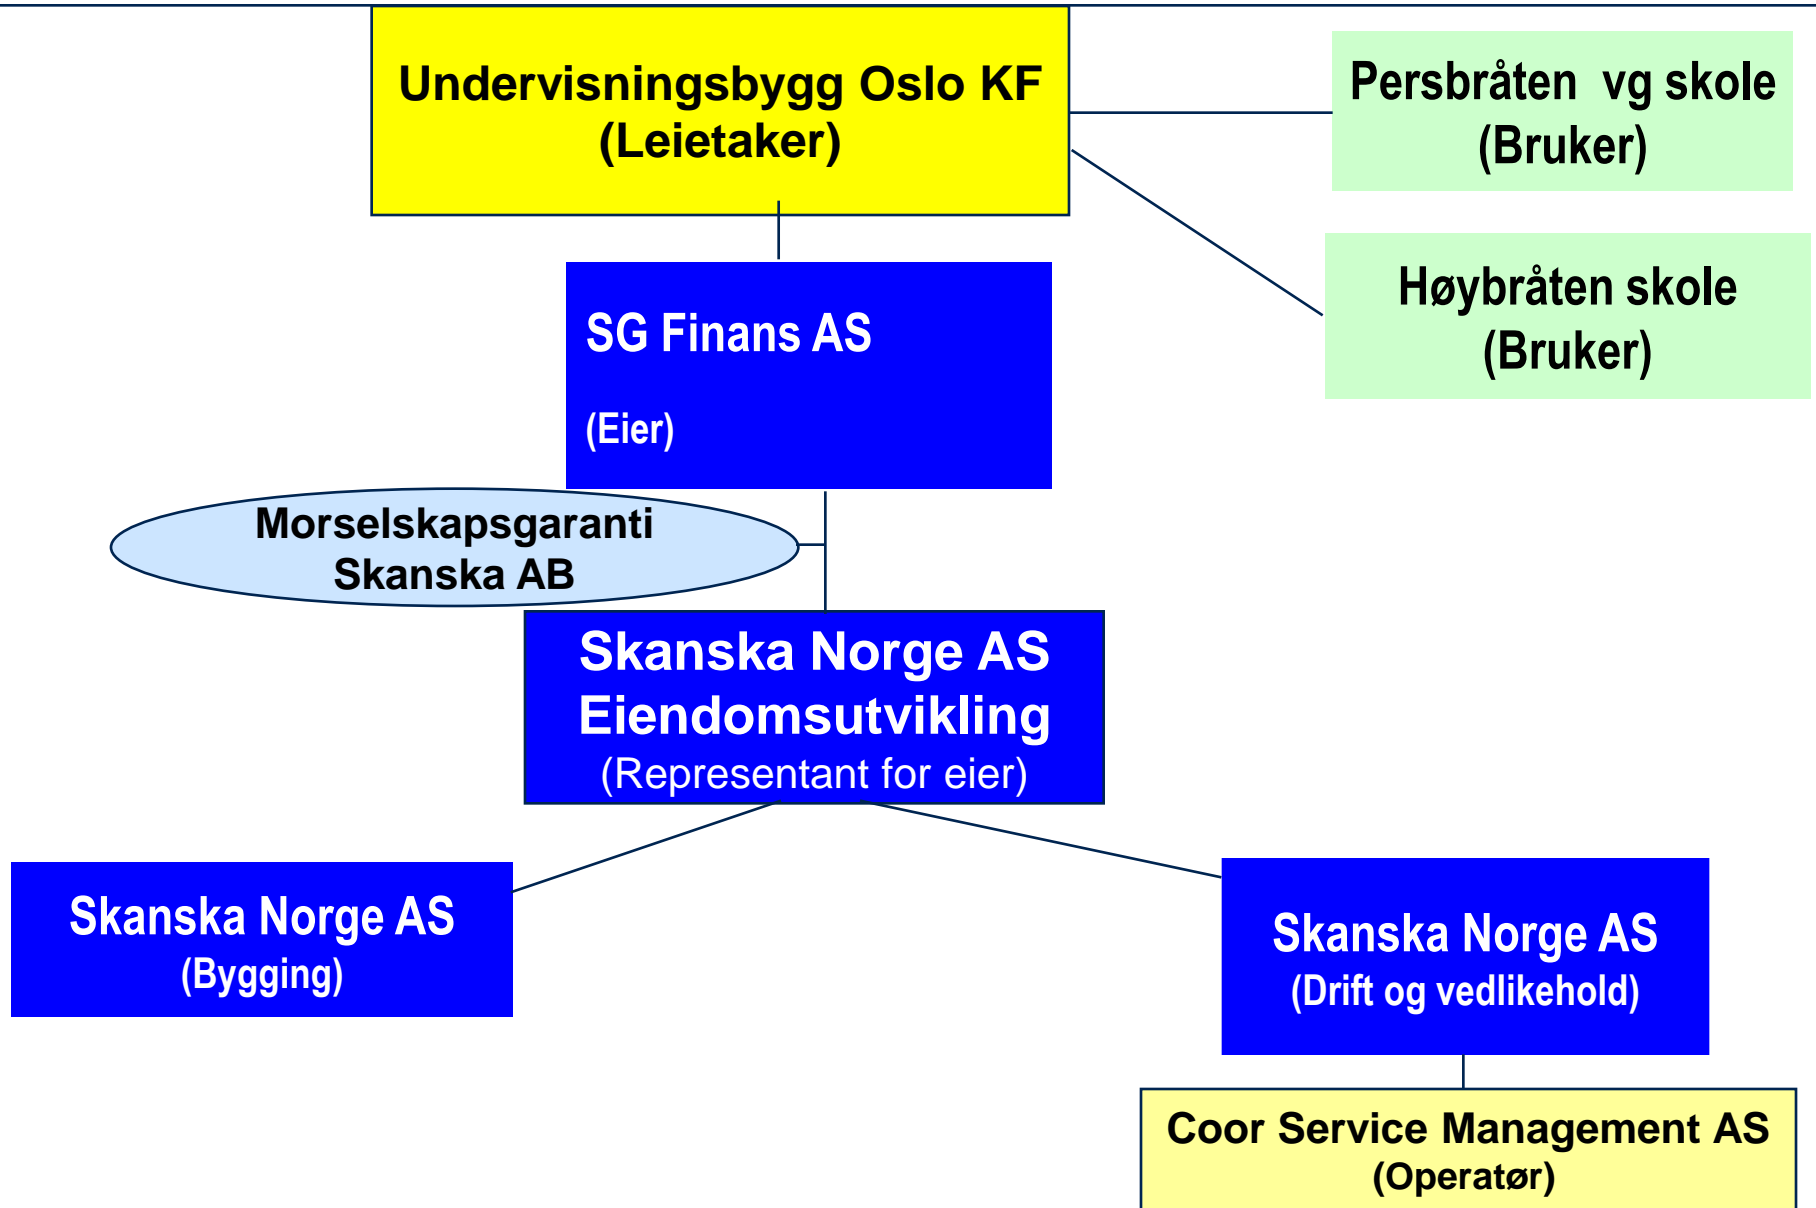 Undervisningsbygg Oslo KF
(Leietaker)
Persbråten  vg skole
(Bruker)
Høybråten skole
(Bruker)
SG Finans AS
(Eier)
Morselskapsgaranti
Skanska AB
Skanska Norge AS
Eiendomsutvikling
(Representant for eier)
Skanska Norge AS
(Bygging)
Skanska Norge AS
(Drift og vedlikehold)
Coor Service Management AS
(Operatør)